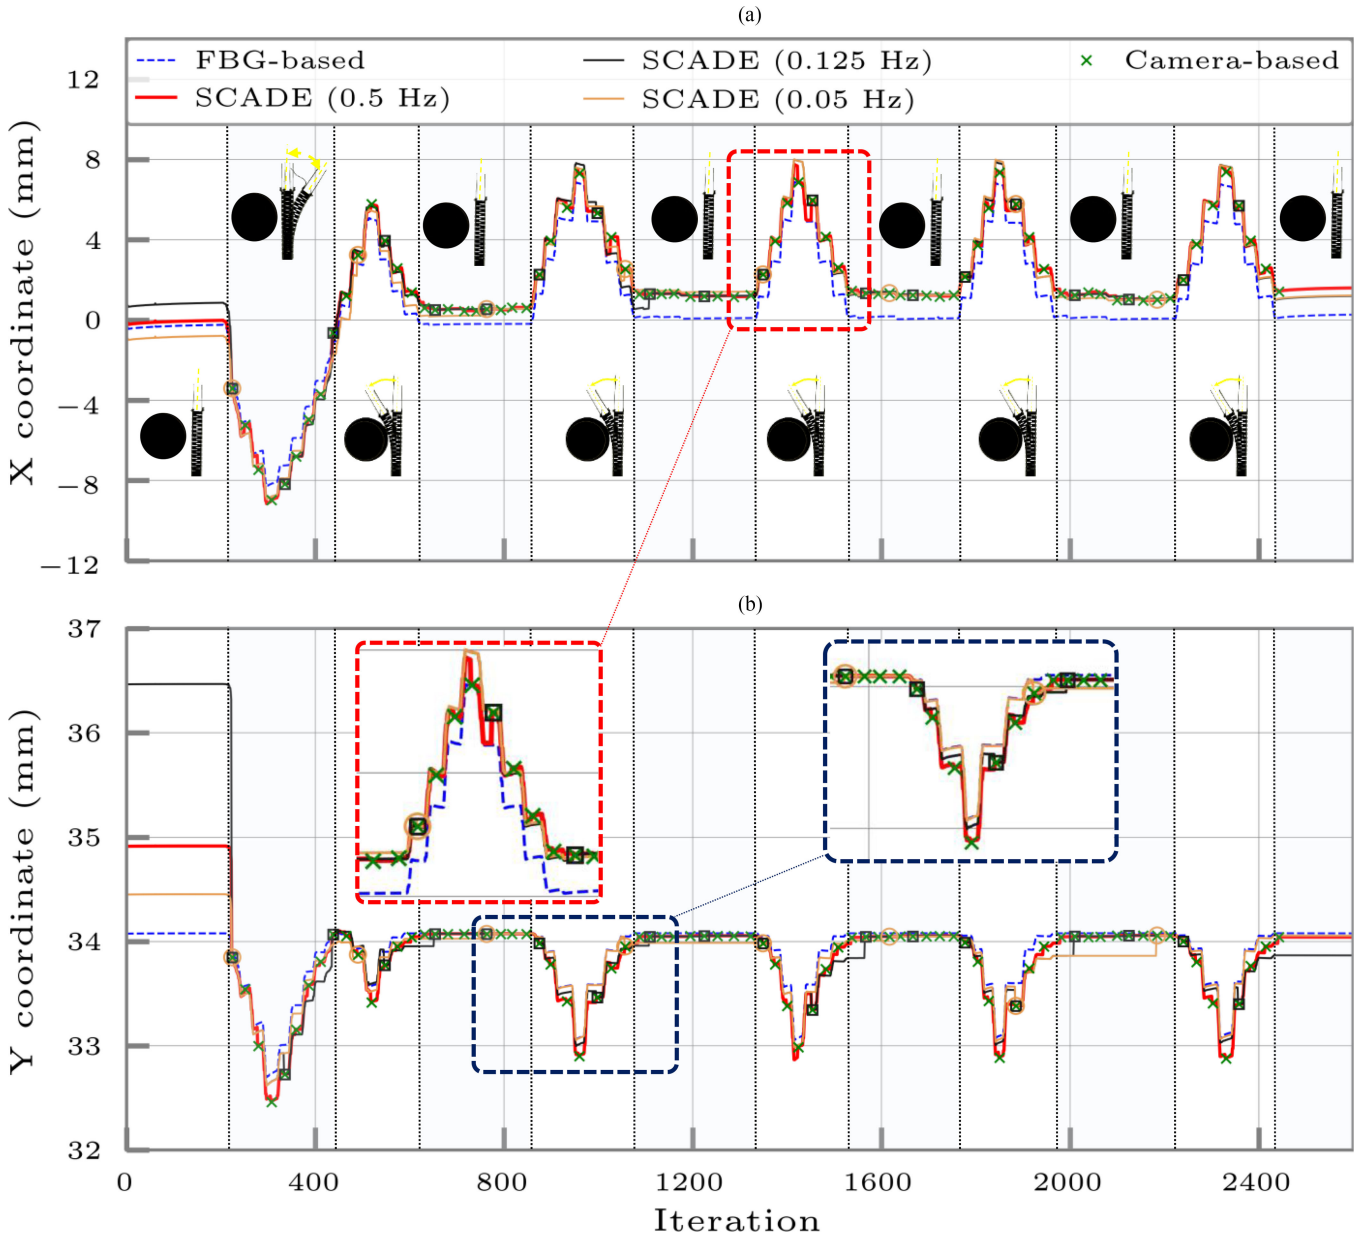 (a)
FBG-based
SCADE (0.125 Hz)
Camera-based
SCADE (0.5 Hz)
SCADE (0.05 Hz)
X coordinate (mm)
12
8
4
0
−4
−8
−12
(b)
Y coordinate (mm)
37
36
35
34
33
32
0
400
800
1200
1600
2000
2400
Iteration